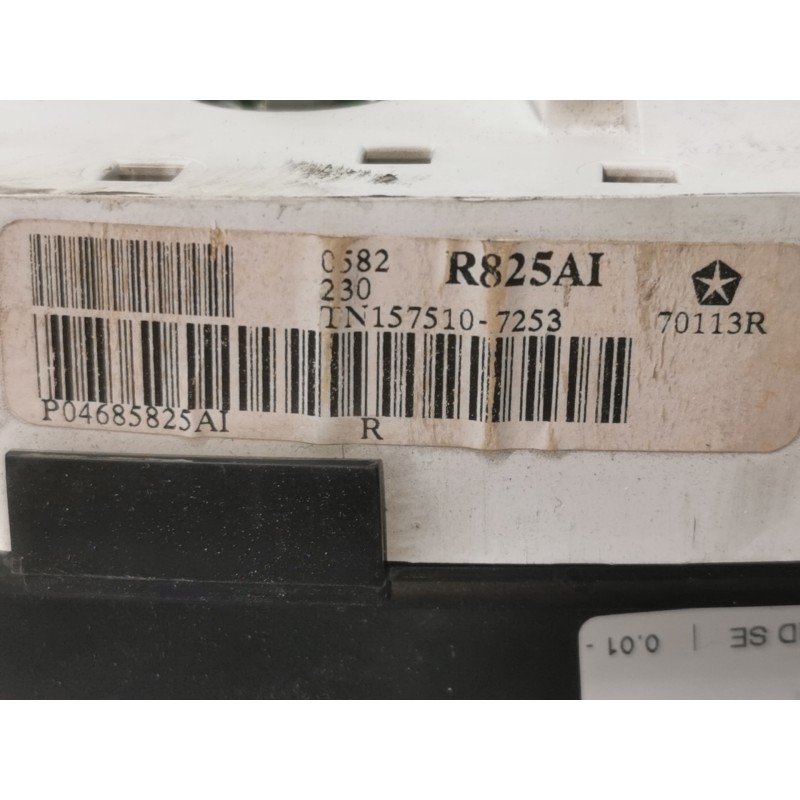 0582 R825AI
230
TN157510-7253 70113R
P04685825AI R
D SE | 0.01 -